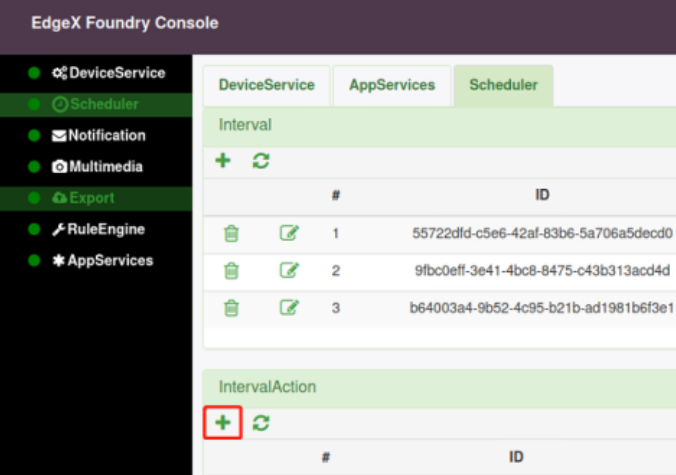 EdgeX Foundry Console
DeviceService
Scheduler
Notification
Multimedia
Export
RuleEngine
AppServices
DeviceService AppServices Scheduler
Interval
# ID
1 55722dfd-c5e6-42af-83b6-5a706a5decd0
2 9fbc0eff-3e41-4bc8-8475-c43b313acd4d
3 b64003a4-9b52-4c95-b21b-ad1981b6f3e1
IntervalAction
# ID